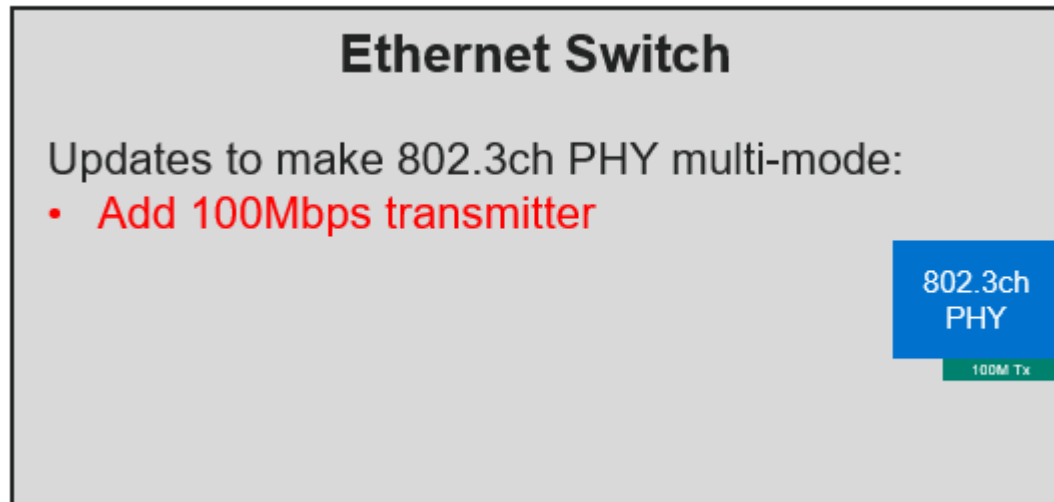 Ethernet Switch
Updates to make 802.3ch PHY multi-mode:
• Add 100Mbps transmitter
802.3ch
PHY
100M Tx